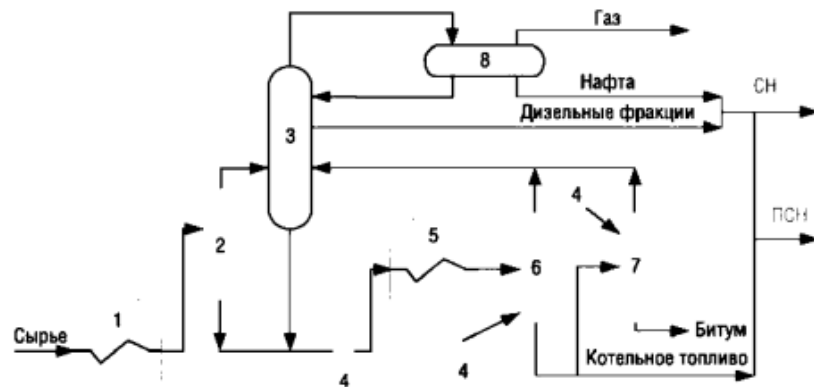 Газ
8
Нафта
СН
Дизельные фракции
3
4
ПСН
2
5
6
7
1
Сырье
Битум
4
4
Котельное топливо